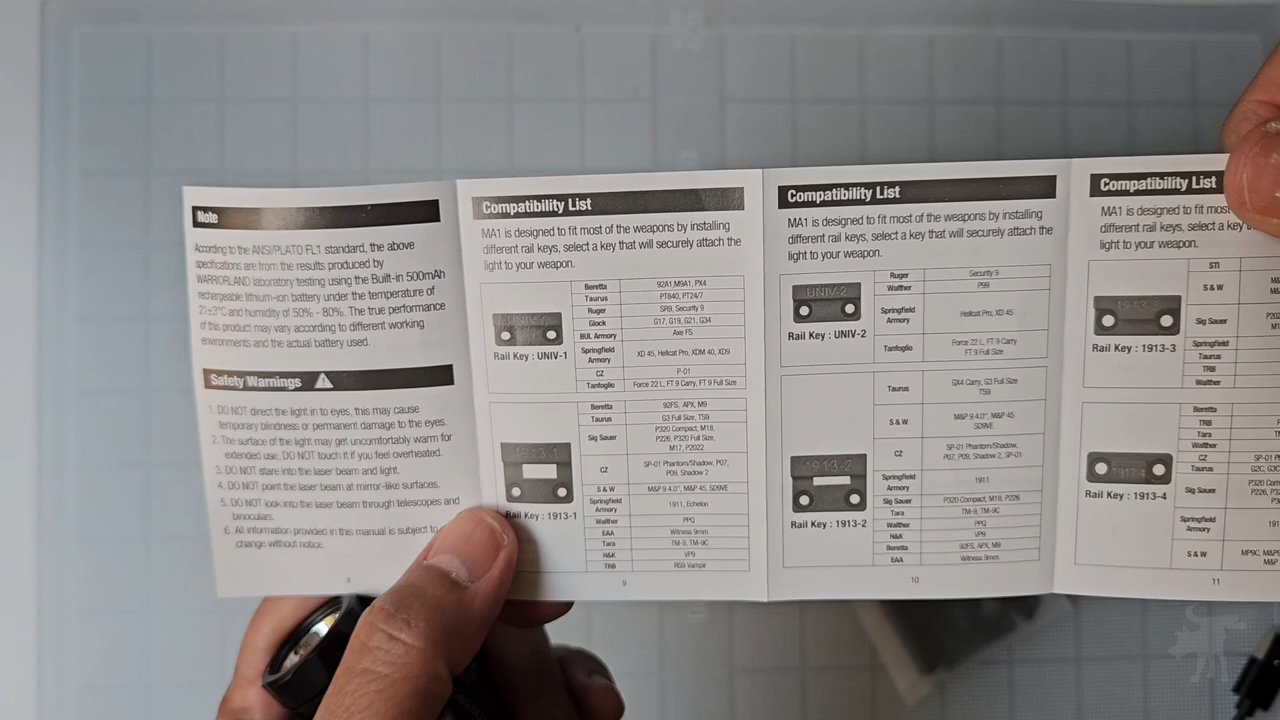 Note
According to the ANSI/PLATO FL1 standard, the above
specifications are from the results produced by
WARRIORLAND laboratory testing using the Built-in 500mAh
rechargeable lithium-ion battery under the temperature of
21±3°C and humidity of 50% - 80%. The true performance
of this product may vary according to different working
environments and the actual battery used.
Safety Warnings
1. DO NOT direct the light in to eyes, this may cause
temporary blindness or permanent damage to the eyes.
2. The surface of the light may get uncomfortably warm for
extended use, DO NOT touch it if you feel overheated.
3. DO NOT stare into the laser beam and light.
4. DO NOT point the laser beam at mirror-like surfaces.
5. DO NOT look into the laser beam through telescopes and
binoculars.
6. All information provided in this manual is subject to
change without notice.
Compatibility List
MA1 is designed to fit most of the weapons by installing
different rail keys, select a key that will securely attach the
light to your weapon.
Rail Key : UNIV-1
Beretta 92A1,M9A1, PX4
Taurus PT840, PT24/7
Ruger SR9, Security 9
Glock G17, G19, G21, G34
BUL Armory Axe FS
Springfield Armory XD 45, Hellcat Pro, XDM 40, XD9
CZ P-01
Tanfoglio Force 22 L, FT 9 Carry, FT 9 Full Size
1913-1
Rail Key : 1913-1
Beretta 92FS, APX, M9
Taurus G3 Full Size, TS9
Sig Sauer P320 Compact, M18,
P226, P320 Full Size,
M17, P2022
CZ SP-01 Phantom/Shadow, P07,
P09, Shadow 2
S & W M&P 9 4.0", M&P 45, SD9VE
Springfield Armory 1911, Echelon
Walther PPQ
EAA Witness 9mm
Tara TM-9, TM-9C
H&K VP9
TRB RS9 Vampir
9
Compatibility List
MA1 is designed to fit most of the weapons by installing
different rail keys, select a key that will securely attach the
light to your weapon.
UNIV-2
Rail Key : UNIV-2
Ruger Security 9
Walther P99
Springfield Armory Hellcat Pro, XD 45
Tanfoglio Force 22 L, FT 9 Carry
FT 9 Full Size
1913-2
Rail Key : 1913-2
Taurus GX4 Carry, G3 Full Size
TS9
S & W M&P 9 4.0", M&P 45
SD9VE
CZ SP-01 Phantom/Shadow,
P07, P09, Shadow 2, SP-01
Springfield Armory 1911
Sig Sauer P320 Compact, M18, P226
Tara TM-9, TM-9C
Walther PPQ
H&K VP9
Beretta 92FS, APX, M9
EAA Witness 9mm
10
Compatibility List
MA1 is designed to fit most
different rail keys, select a key
light to your weapon.
1913-3
Rail Key : 1913-3
STI
S & W
Sig Sauer P202
Springfield
Taurus
TRB
Walther
1913-4
Rail Key : 1913-4
Beretta
TRB
Tara
Walther
CZ SP-01
Taurus G2C, G3C
Sig Sauer P320
P226,
Springfield Armory 191
S & W MP9C,
M&P
11